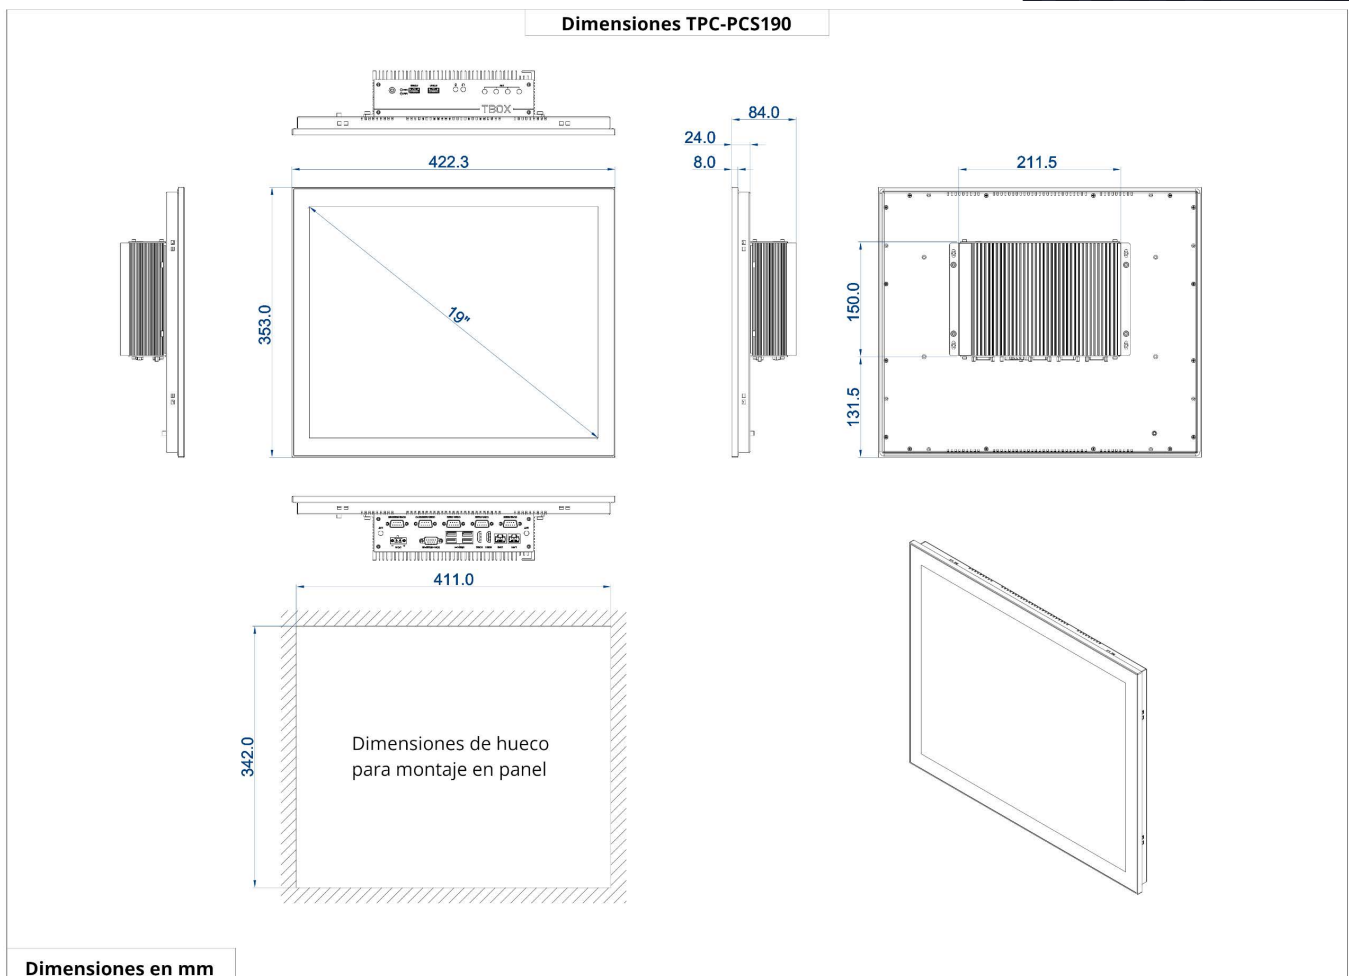 Dimensiones TPC-PCS190
TBOX
84.0
24.0
8.0
422.3
211.5
353.0
19"
150.0
131.5
411.0
342.0
Dimensiones de hueco
para montaje en panel
Dimensiones en mm